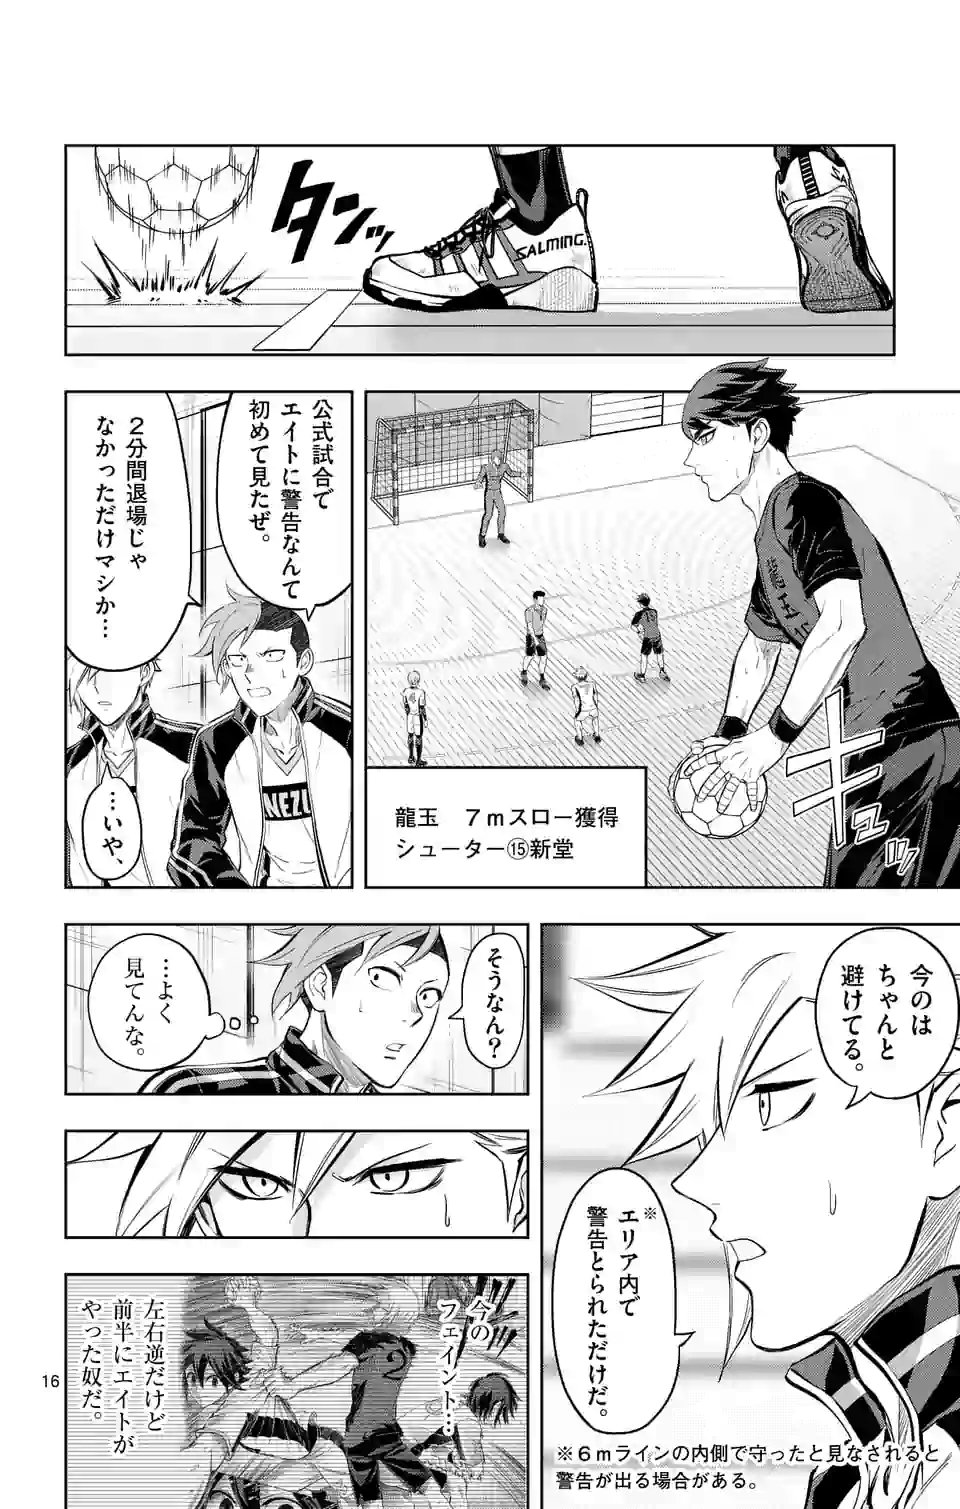 タンッ
SALMING.
SA
キュッ
龍玉　７ｍスロー獲得
シューター⑮新堂
公式試合で
エイトに警告なんて
初めて見たぜ。
２分間退場じゃ
なかっただけマシか…
…いや、
NEZU
今のは
ちゃんと
避けてる。
※エリア内で
警告とられただけだ。
※６ｍラインの内側で守ったと見なされると
警告が出る場合がある。
そうなん？
…よく
見てんな。
今の
フェイント…
2
左右逆だけど
前半にエイトが
やった奴だ。
16